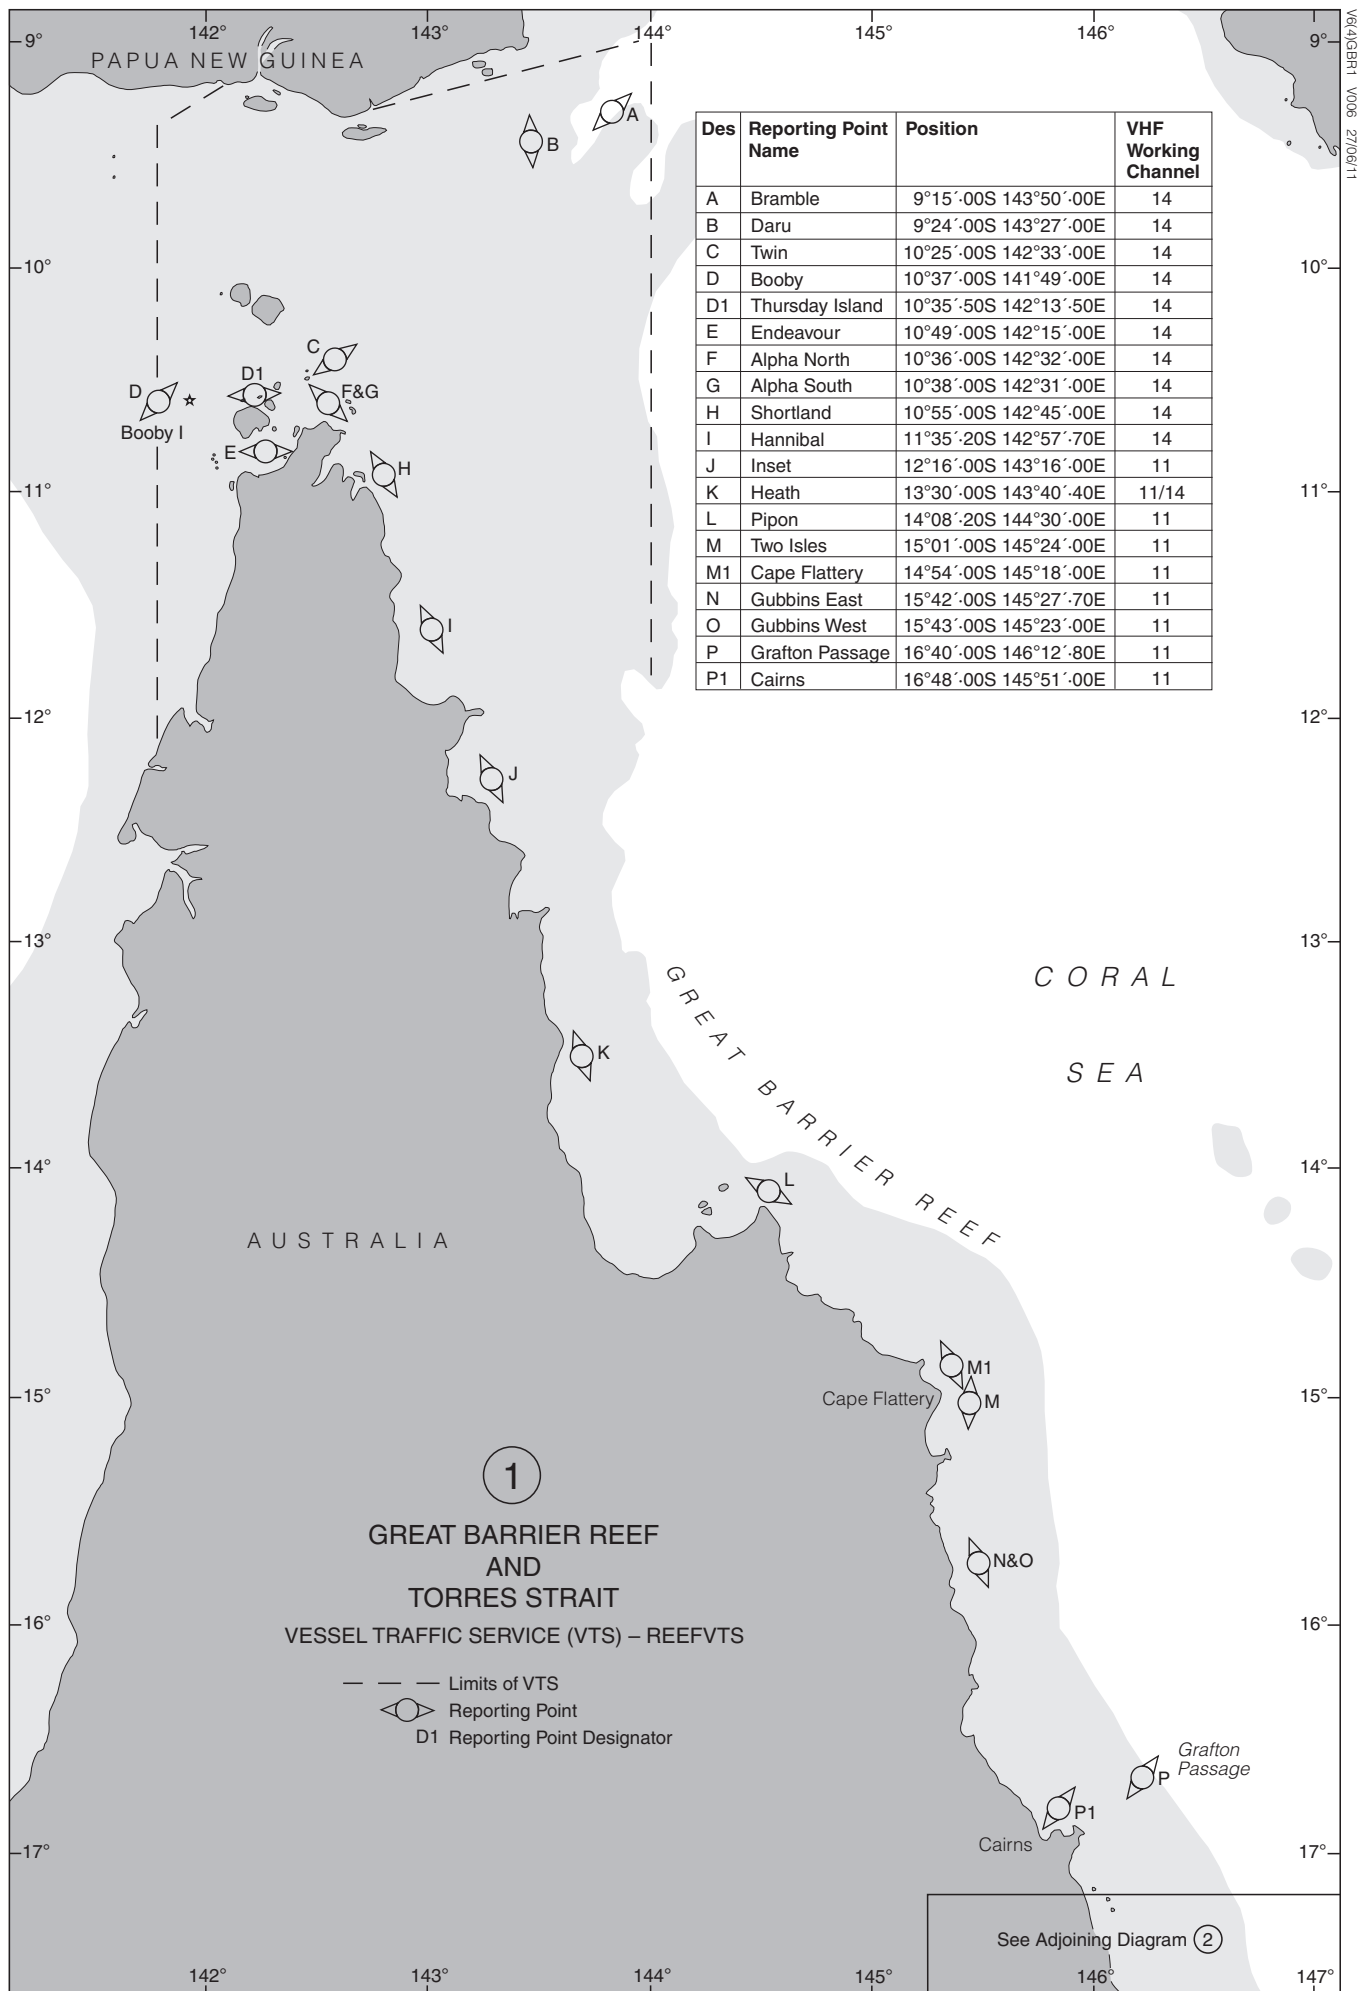 142° 143° 144° 145° 146°
9° 9°
V6(4)GBR1 V006 27/06/11
PAPUA NEW GUINEA
A
B
Des Reporting Point Name Position VHF Working Channel
A Bramble 9°15´·00S 143°50´·00E 14
B Daru 9°24´·00S 143°27´·00E 14
C Twin 10°25´·00S 142°33´·00E 14
D Booby 10°37´·00S 141°49´·00E 14
D1 Thursday Island 10°35´·50S 142°13´·50E 14
E Endeavour 10°49´·00S 142°15´·00E 14
F Alpha North 10°36´·00S 142°32´·00E 14
G Alpha South 10°38´·00S 142°31´·00E 14
H Shortland 10°55´·00S 142°45´·00E 14
I Hannibal 11°35´·20S 142°57´·70E 14
J Inset 12°16´·00S 143°16´·00E 11
K Heath 13°30´·00S 143°40´·40E 11/14
L Pipon 14°08´·20S 144°30´·00E 11
M Two Isles 15°01´·00S 145°24´·00E 11
M1 Cape Flattery 14°54´·00S 145°18´·00E 11
N Gubbins East 15°42´·00S 145°27´·70E 11
O Gubbins West 15°43´·00S 145°23´·00E 11
P Grafton Passage 16°40´·00S 146°12´·80E 11
P1 Cairns 16°48´·00S 145°51´·00E 11
10° 10°
C
D1
D
F&G
Booby I
E
H
11° 11°
I
12° 12°
J
13° 13°
CORAL
SEA
GREAT BARRIER REEF
K
14° 14°
L
AUSTRALIA
M1
15° 15°
Cape Flattery
M
1
GREAT BARRIER REEF
AND
TORRES STRAIT
VESSEL TRAFFIC SERVICE (VTS) – REEFVTS
Limits of VTS
Reporting Point
D1 Reporting Point Designator
N&O
16° 16°
Grafton
Passage
P
P1
Cairns
17° 17°
See Adjoining Diagram 2
142° 143° 144° 145° 146° 147°